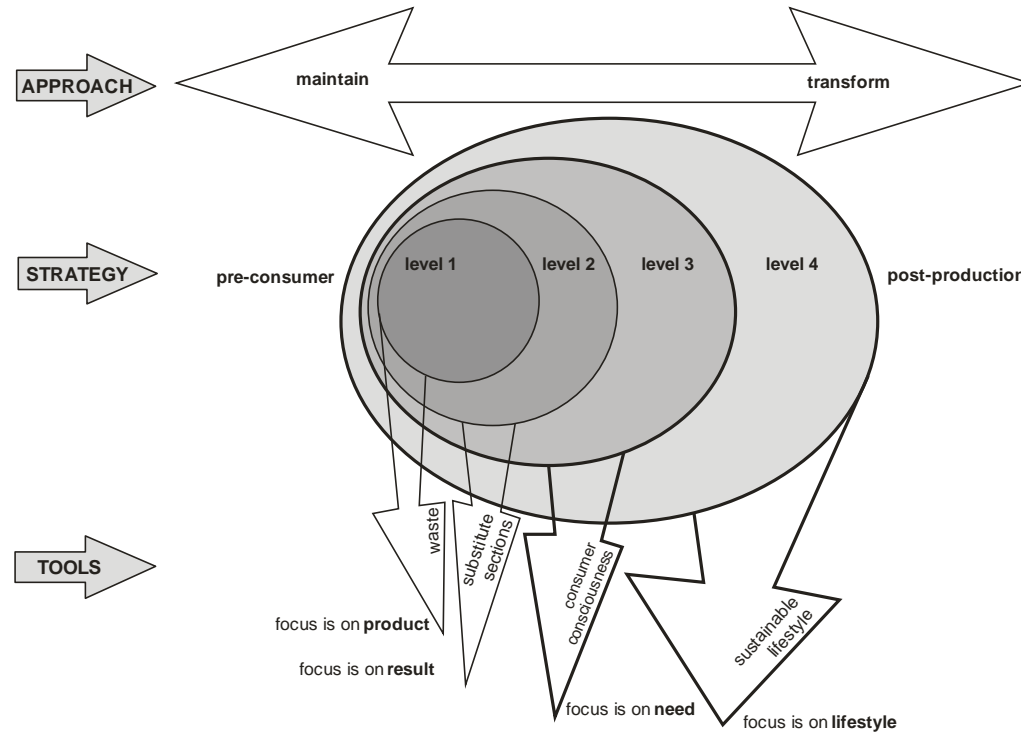 maintain
transform
APPROACH
level 1
level 2
level 3
level 4
STRATEGY
pre-consumer
post-production
waste
substitute
sections
consumer
consciousness
TOOLS
sustainable
lifestyle
focus is on product
focus is on result
focus is on need
focus is on lifestyle